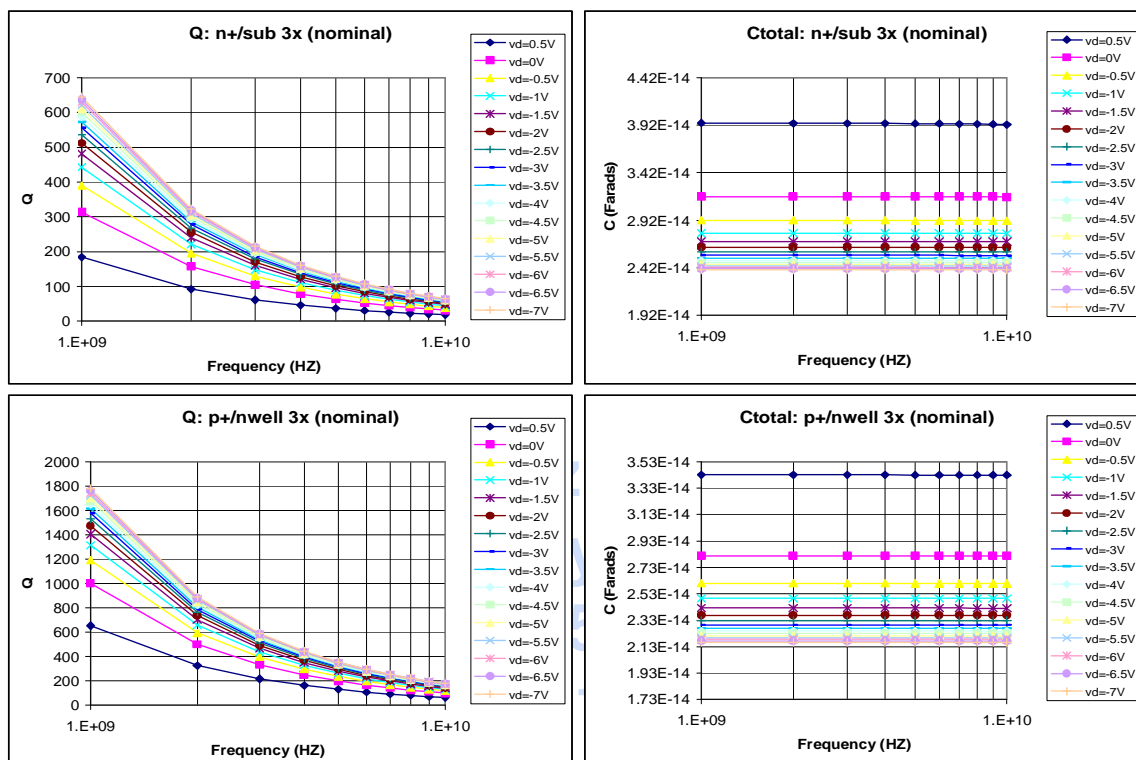 Q: n+/sub 3x (nominal)
700
600
500
400
300
200
100
0
Q
1.E+09
1.E+10
Frequency (HZ)
vd=0.5V
vd=0V
vd=-0.5V
vd=-1V
vd=-1.5V
vd=-2V
vd=-2.5V
vd=-3V
vd=-3.5V
vd=-4V
vd=-4.5V
vd=-5V
vd=-5.5V
vd=-6V
vd=-6.5V
vd=-7V
Ctotal: n+/sub 3x (nominal)
4.42E-14
3.92E-14
3.42E-14
2.92E-14
2.42E-14
1.92E-14
C (Farads)
1.E+09
1.E+10
Frequency (HZ)
vd=0.5V
vd=0V
vd=-0.5V
vd=-1V
vd=-1.5V
vd=-2V
vd=-2.5V
vd=-3V
vd=-3.5V
vd=-4V
vd=-4.5V
vd=-5V
vd=-5.5V
vd=-6V
vd=-6.5V
vd=-7V
Q: p+/nwell 3x (nominal)
2000
1800
1600
1400
1200
1000
800
600
400
200
0
Q
1.E+09
1.E+10
Frequency (HZ)
vd=0.5V
vd=0V
vd=-0.5V
vd=-1V
vd=-1.5V
vd=-2V
vd=-2.5V
vd=-3V
vd=-3.5V
vd=-4V
vd=-4.5V
vd=-5V
vd=-5.5V
vd=-6V
vd=-6.5V
vd=-7V
Ctotal: p+/nwell 3x (nominal)
3.53E-14
3.33E-14
3.13E-14
2.93E-14
2.73E-14
2.53E-14
2.33E-14
2.13E-14
1.93E-14
1.73E-14
C (Farads)
1.E+09
1.E+10
Frequency (HZ)
vd=0.5V
vd=0V
vd=-0.5V
vd=-1V
vd=-1.5V
vd=-2V
vd=-2.5V
vd=-3V
vd=-3.5V
vd=-4V
vd=-4.5V
vd=-5V
vd=-5.5V
vd=-6V
vd=-6.5V
vd=-7V